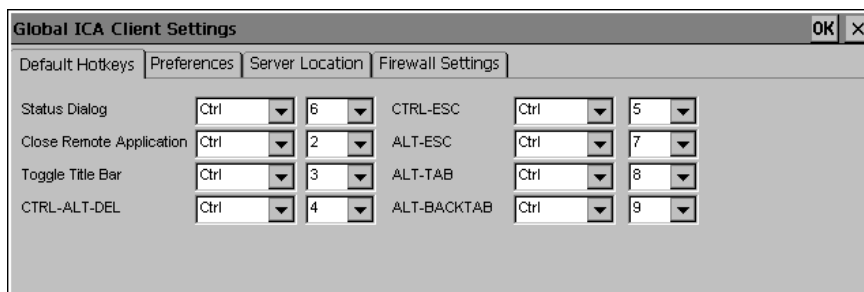 Global ICA Client Settings OK ×
Default Hotkeys Preferences Server Location Firewall Settings
Status Dialog Ctrl 6 CTRL-ESC Ctrl 5
Close Remote Application Ctrl 2 ALT-ESC Ctrl 7
Toggle Title Bar Ctrl 3 ALT-TAB Ctrl 8
CTRL-ALT-DEL Ctrl 4 ALT-BACKTAB Ctrl 9